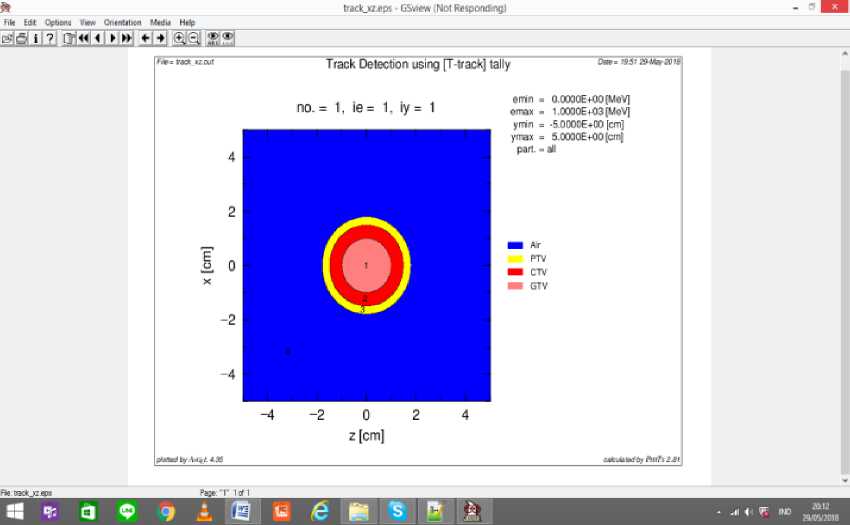 track_xz.eps - GSview (Not Responding)
File Edit Options View Orientation Media Help
File = track_xz.out
Track Detection using [T-track] tally
Date = 19:51 29-May-2018
no. = 1, ie = 1, iy = 1
emin = 0.0000E+00 [MeV]
emax = 1.0000E+03 [MeV]
ymin = -5.0000E+00 [cm]
ymax = 5.0000E+00 [cm]
part. = all
4
2
0
−2
−4
x [cm]
1
2
3
Air
PTV
CTV
GTV
−4 −2 0 2 4
z [cm]
plotted by ANGEL 4.35
calculated by PHITS 2.81
File: track_xz.eps
Page: "1" 1 of 1
IND
20:12
29/05/2018